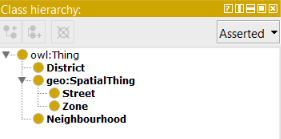 Class hierarchy:
Asserted
owl:Thing
District
geo:SpatialThing
Street
Zone
Neighbourhood